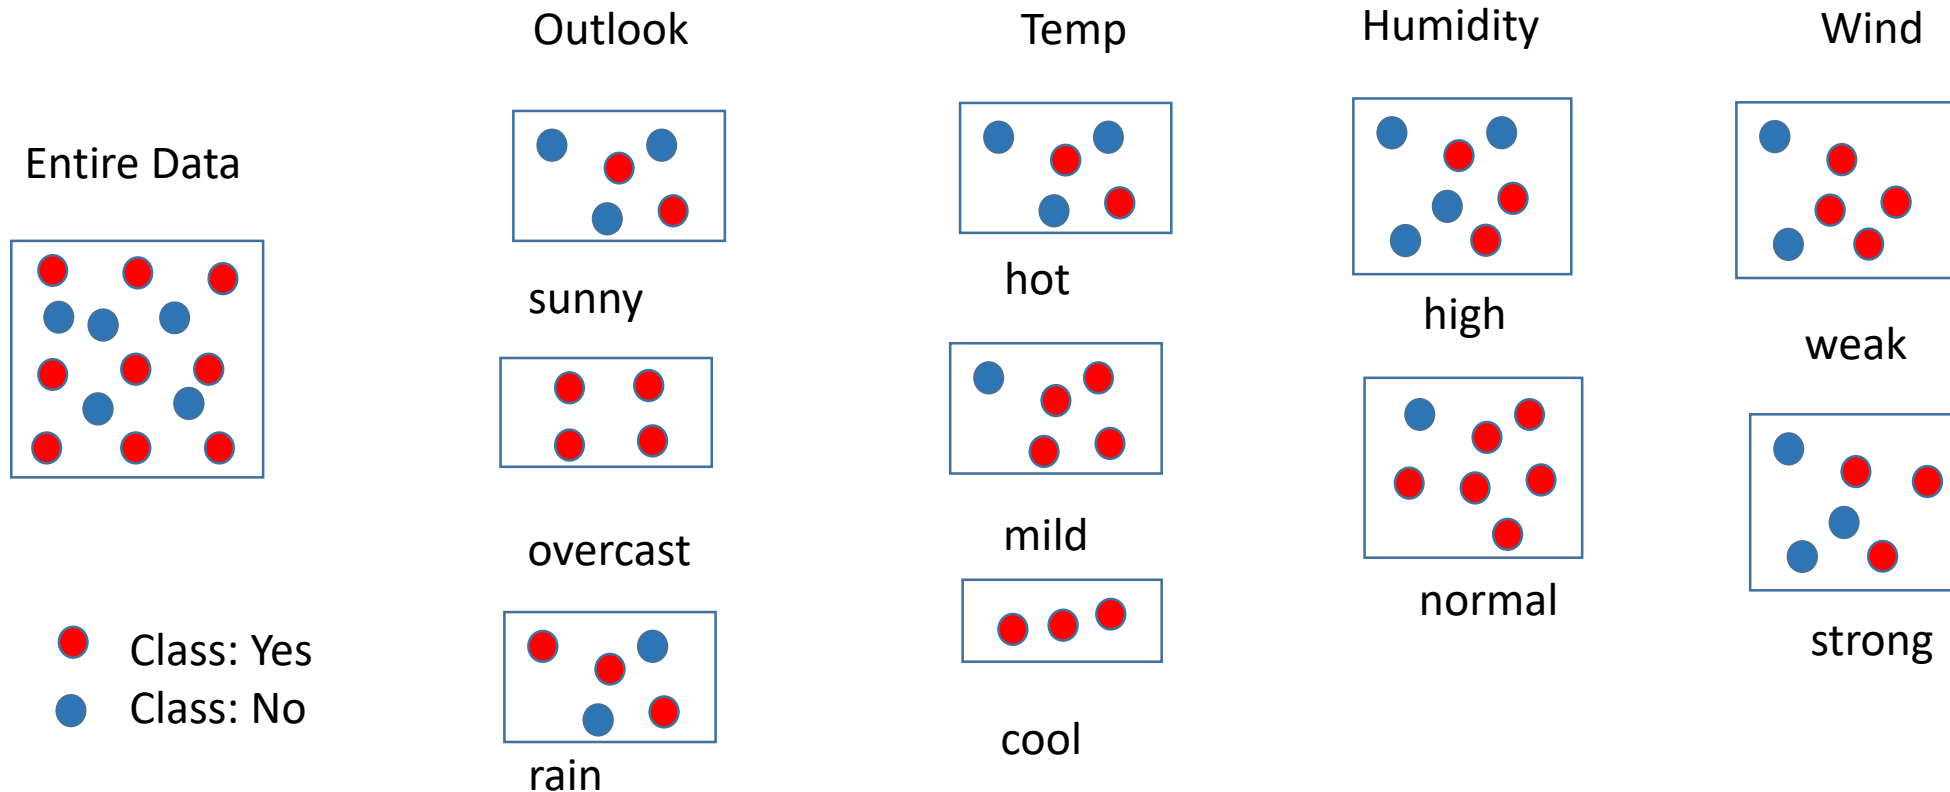 Outlook
Temp
Humidity
Wind
Entire Data
sunny
hot
high
weak
overcast
mild
normal
strong
Class: Yes
Class: No
rain
cool